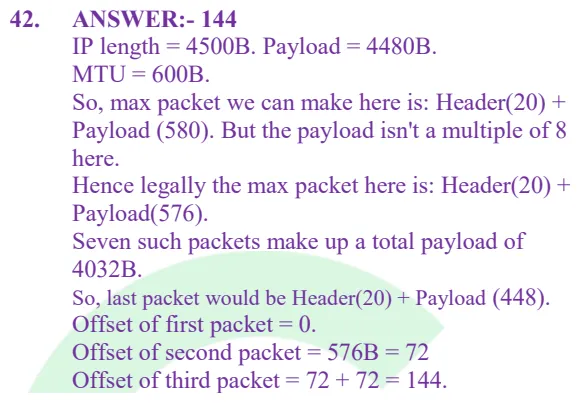 42. ANSWER:- 144
IP length = 4500B. Payload = 4480B.
MTU = 600B.
So, max packet we can make here is: Header(20) +
Payload (580). But the payload isn't a multiple of 8
here.
Hence legally the max packet here is: Header(20) +
Payload(576).
Seven such packets make up a total payload of
4032B.
So, last packet would be Header(20) + Payload (448).
Offset of first packet = 0.
Offset of second packet = 576B = 72
Offset of third packet = 72 + 72 = 144.